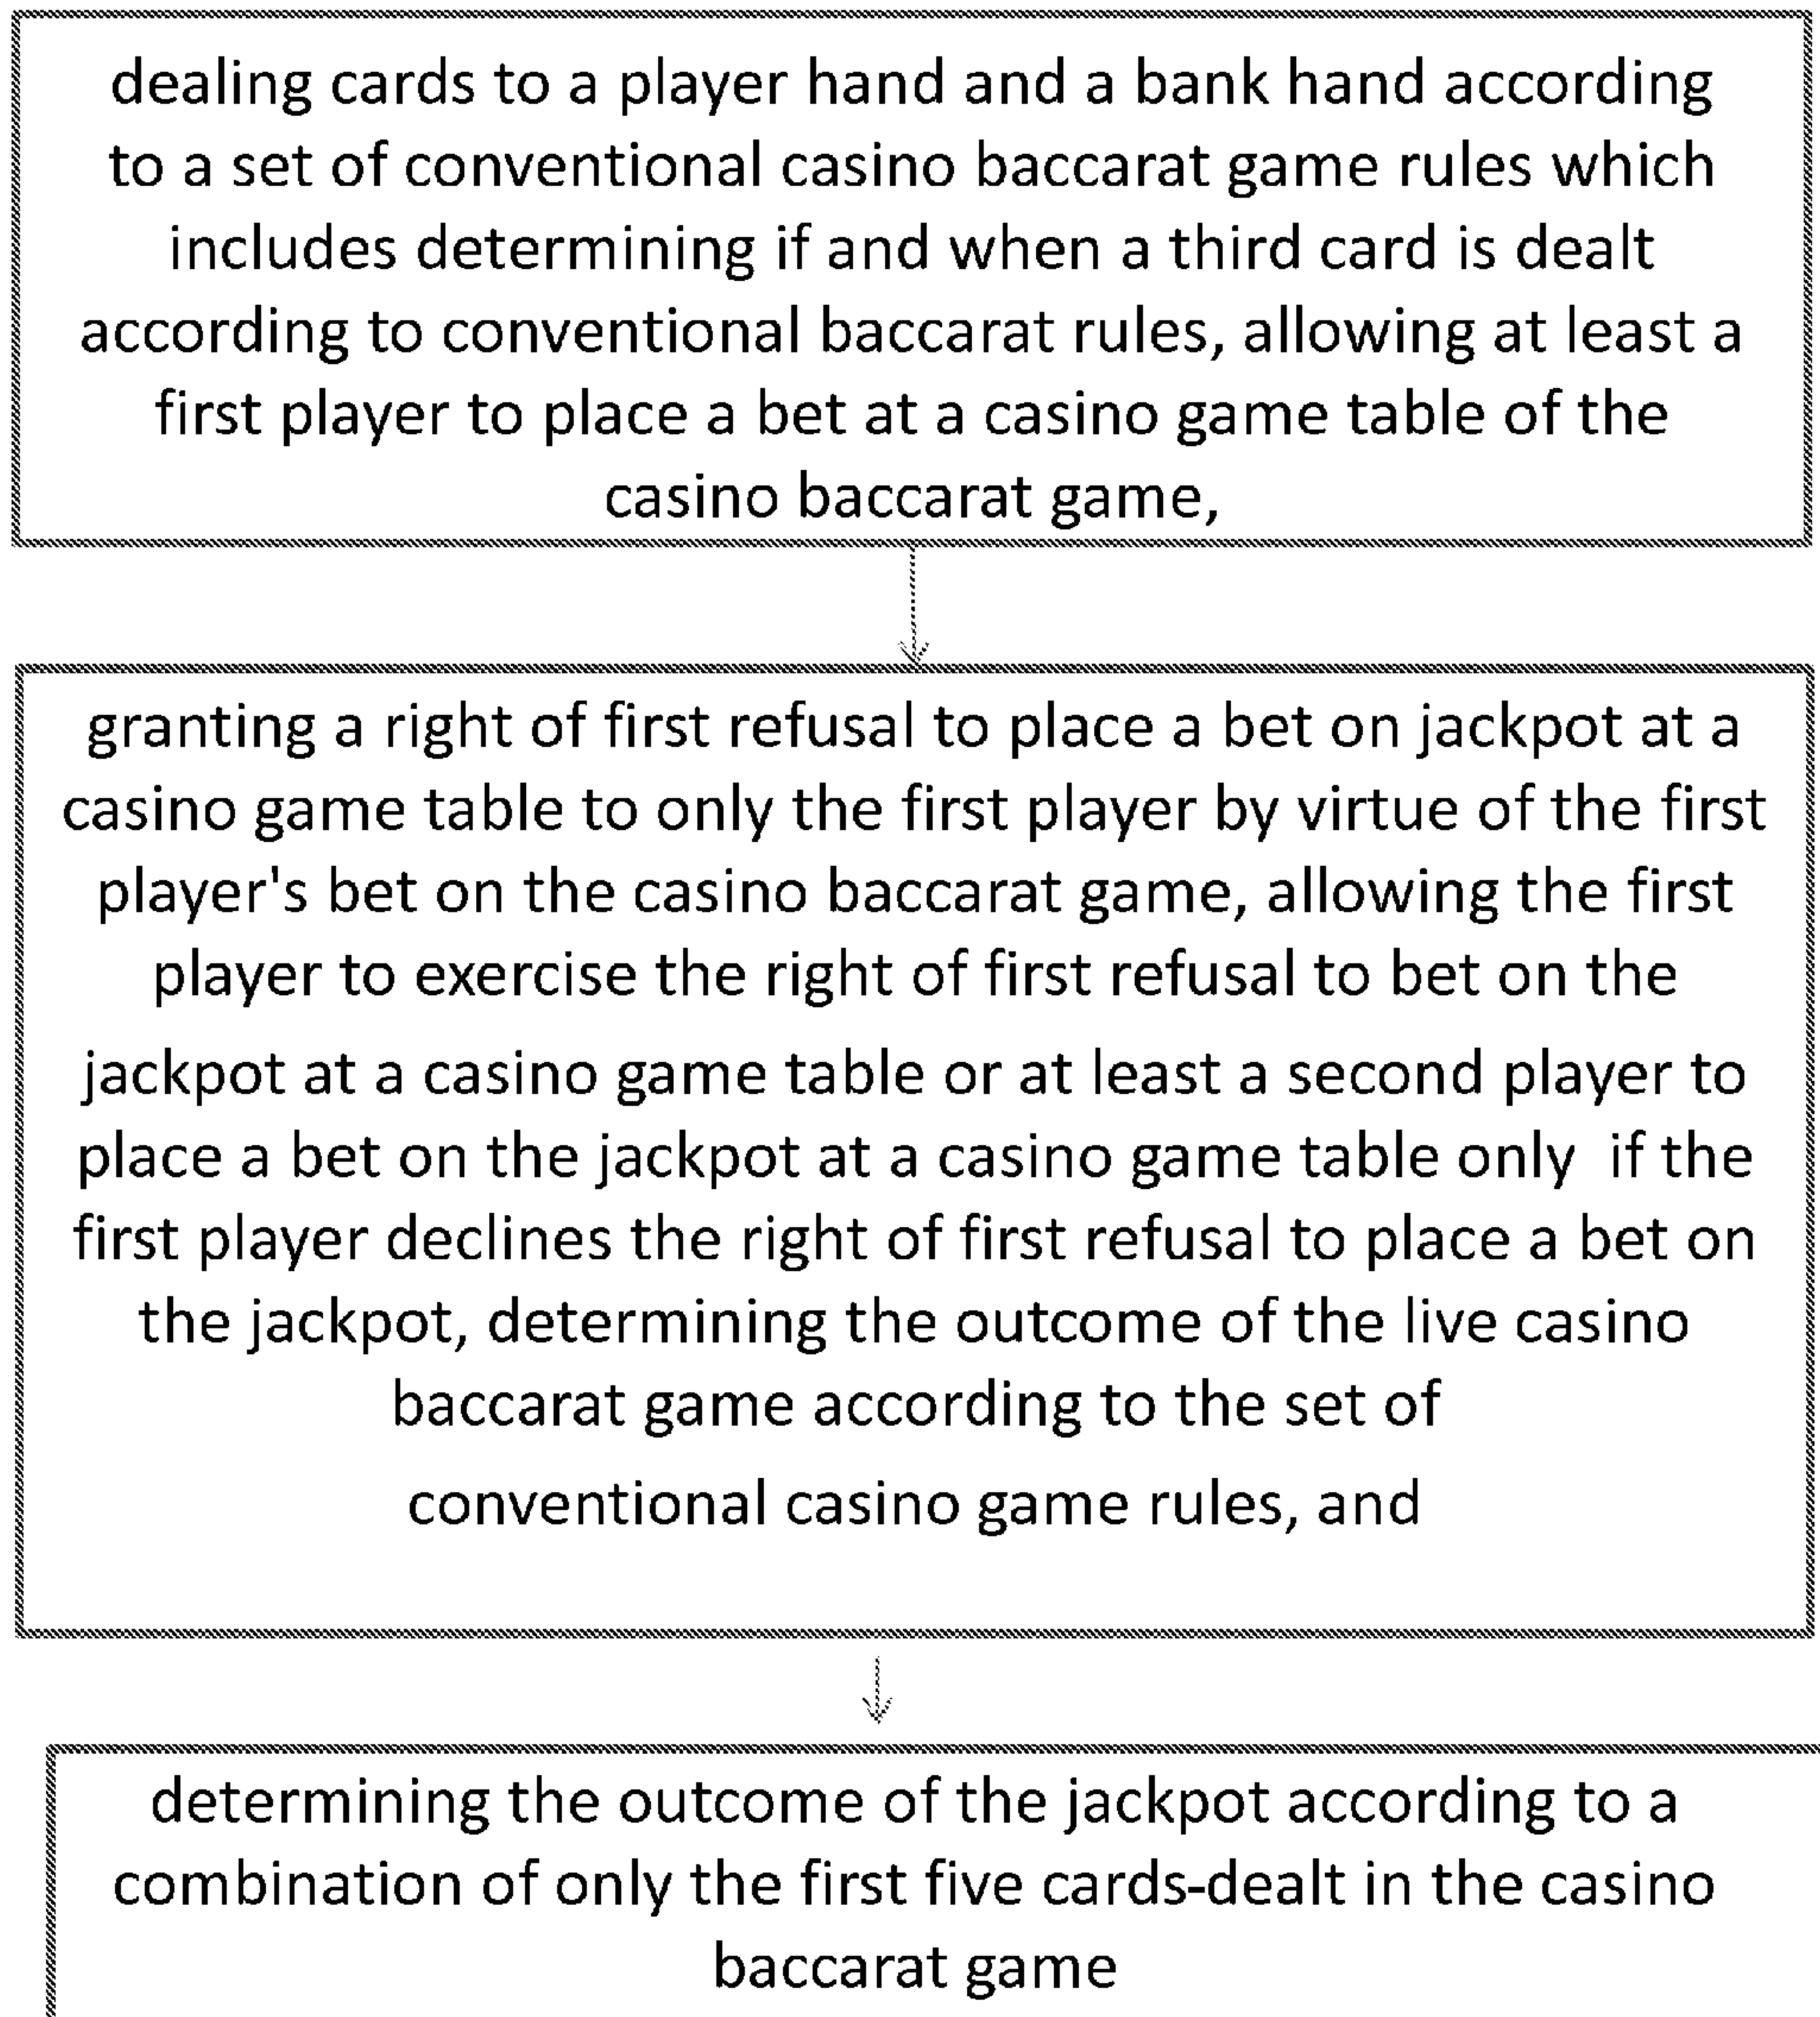 dealing cards to a player hand and a bank hand according
to a set of conventional casino baccarat game rules which
includes determining if and when a third card is dealt
according to conventional baccarat rules, allowing at least a
first player to place a bet at a casino game table of the
casino baccarat game,
granting a right of first refusal to place a bet on jackpot at a
casino game table to only the first player by virtue of the first
player's bet on the casino baccarat game, allowing the first
player to exercise the right of first refusal to bet on the
jackpot at a casino game table or at least a second player to
place a bet on the jackpot at a casino game table only if the
first player declines the right of first refusal to place a bet on
the jackpot, determining the outcome of the live casino
baccarat game according to the set of
conventional casino game rules, and
determining the outcome of the jackpot according to a
combination of only the first five cards-dealt in the casino
baccarat game